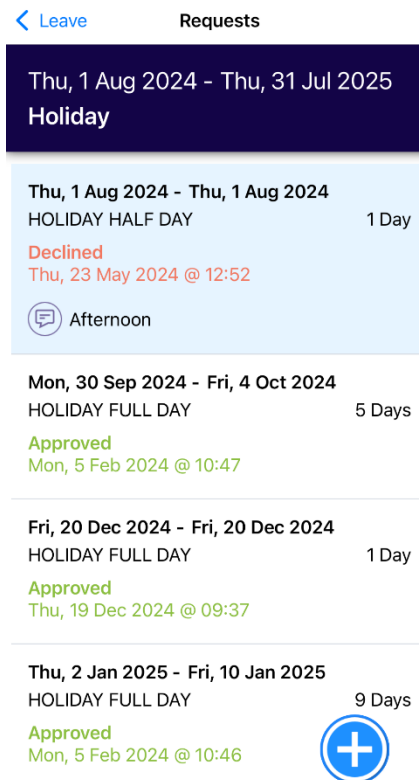 Leave
Requests
Thu, 1 Aug 2024 - Thu, 31 Jul 2025
Holiday
Thu, 1 Aug 2024 - Thu, 1 Aug 2024
HOLIDAY HALF DAY 1 Day
Declined
Thu, 23 May 2024 @ 12:52
Afternoon
Mon, 30 Sep 2024 - Fri, 4 Oct 2024
HOLIDAY FULL DAY 5 Days
Approved
Mon, 5 Feb 2024 @ 10:47
Fri, 20 Dec 2024 - Fri, 20 Dec 2024
HOLIDAY FULL DAY 1 Day
Approved
Thu, 19 Dec 2024 @ 09:37
Thu, 2 Jan 2025 - Fri, 10 Jan 2025
HOLIDAY FULL DAY 9 Days
Approved
Mon, 5 Feb 2024 @ 10:46